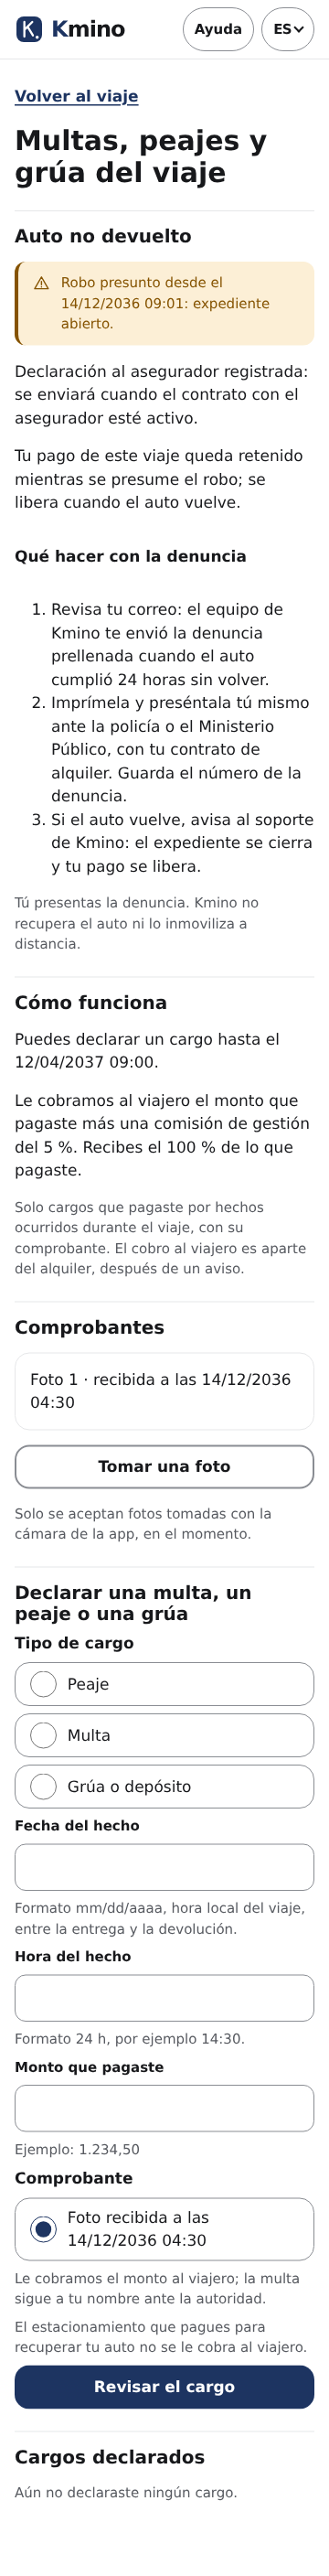 Kmino
Ayuda
ES
Volver al viaje
Multas, peajes y
grúa del viaje
Auto no devuelto
Robo presunto desde el
14/12/2036 09:01: expediente
abierto.
Declaración al asegurador registrada:
se enviará cuando el contrato con el
asegurador esté activo.
Tu pago de este viaje queda retenido
mientras se presume el robo; se
libera cuando el auto vuelve.
Qué hacer con la denuncia
1. Revisa tu correo: el equipo de
Kmino te envió la denuncia
prellenada cuando el auto
cumplió 24 horas sin volver.
2. Imprímela y preséntala tú mismo
ante la policía o el Ministerio
Público, con tu contrato de
alquiler. Guarda el número de la
denuncia.
3. Si el auto vuelve, avisa al soporte
de Kmino: el expediente se cierra
y tu pago se libera.
Tú presentas la denuncia. Kmino no
recupera el auto ni lo inmoviliza a
distancia.
Cómo funciona
Puedes declarar un cargo hasta el
12/04/2037 09:00.
Le cobramos al viajero el monto que
pagaste más una comisión de gestión
del 5 %. Recibes el 100 % de lo que
pagaste.
Solo cargos que pagaste por hechos
ocurridos durante el viaje, con su
comprobante. El cobro al viajero es aparte
del alquiler, después de un aviso.
Comprobantes
Foto 1 · recibida a las 14/12/2036
04:30
Tomar una foto
Solo se aceptan fotos tomadas con la
cámara de la app, en el momento.
Declarar una multa, un
peaje o una grúa
Tipo de cargo
Peaje
Multa
Grúa o depósito
Fecha del hecho
Formato mm/dd/aaaa, hora local del viaje,
entre la entrega y la devolución.
Hora del hecho
Formato 24 h, por ejemplo 14:30.
Monto que pagaste
Ejemplo: 1.234,50
Comprobante
Foto recibida a las
14/12/2036 04:30
Le cobramos el monto al viajero; la multa
sigue a tu nombre ante la autoridad.
El estacionamiento que pagues para
recuperar tu auto no se le cobra al viajero.
Revisar el cargo
Cargos declarados
Aún no declaraste ningún cargo.